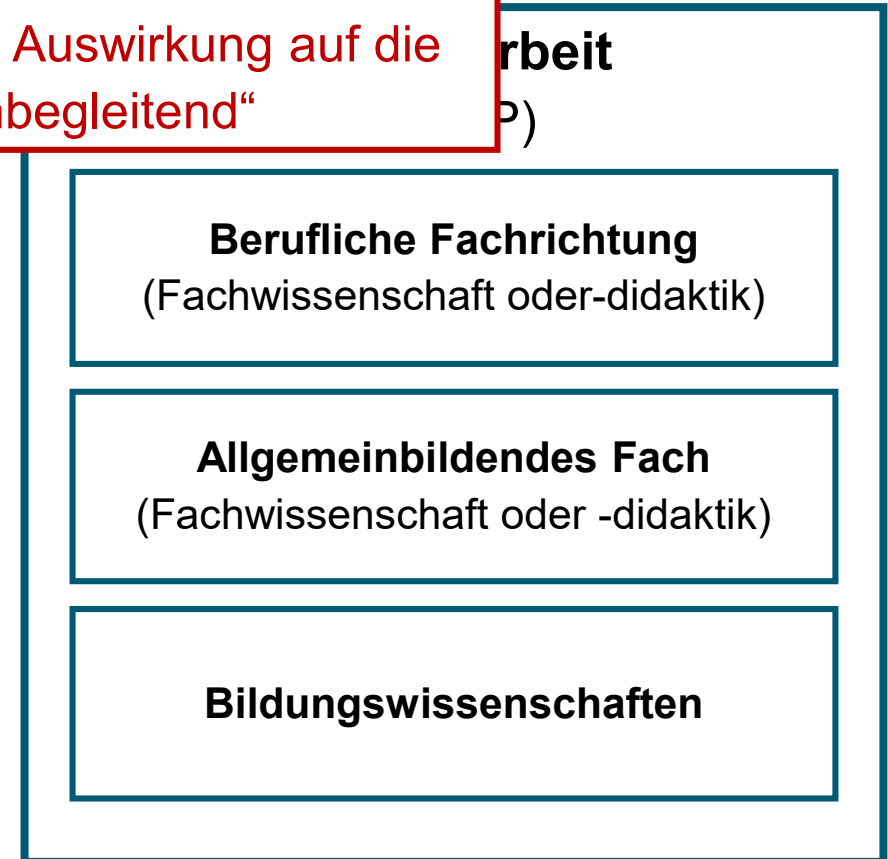 Auswirkung auf die
begleitend“
rbeit
P)
Berufliche Fachrichtung
(Fachwissenschaft oder-didaktik)
Allgemeinbildendes Fach
(Fachwissenschaft oder -didaktik)
Bildungswissenschaften